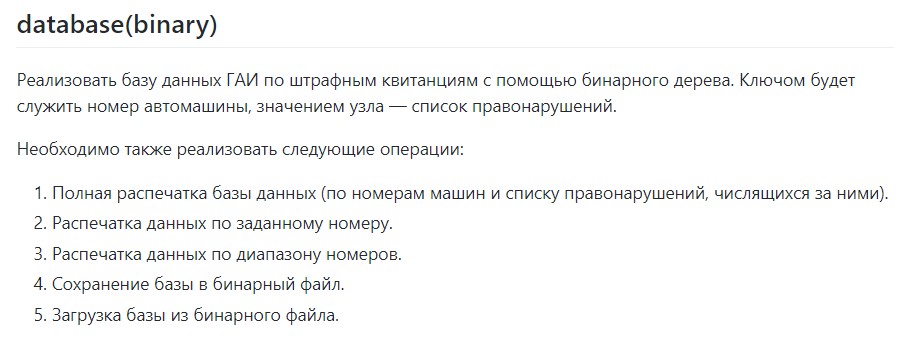 database(binary)
Реализовать базу данных ГАИ по штрафным квитанциям с помощью бинарного дерева. Ключом будет
служить номер автомашины, значением узла — список правонарушений.
Необходимо также реализовать следующие операции:
1. Полная распечатка базы данных (по номерам машин и списку правонарушений, числящихся за ними).
2. Распечатка данных по заданному номеру.
3. Распечатка данных по диапазону номеров.
4. Сохранение базы в бинарный файл.
5. Загрузка базы из бинарного файла.